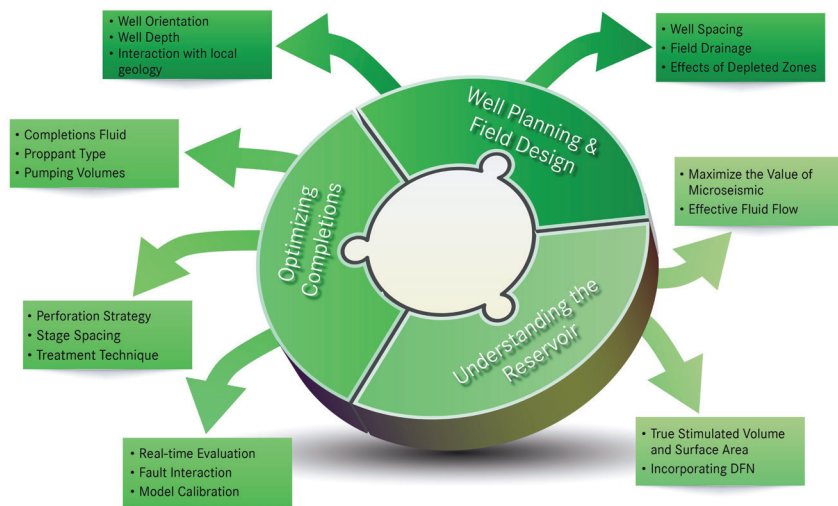 • Well Orientation
• Well Depth
• Interaction with local
geology
• Well Spacing
• Field Drainage
• Effects of Depleted Zones
Well Planning &
Field Design
• Completions Fluid
• Proppant Type
• Pumping Volumes
• Maximize the Value of
Microseismic
• Effective Fluid Flow
Optimizing
Completions
• Perforation Strategy
• Stage Spacing
• Treatment Technique
Understanding the
Reservoir
• Real-time Evaluation
• Fault Interaction
• Model Calibration
• True Stimulated Volume
and Surface Area
• Incorporating DFN